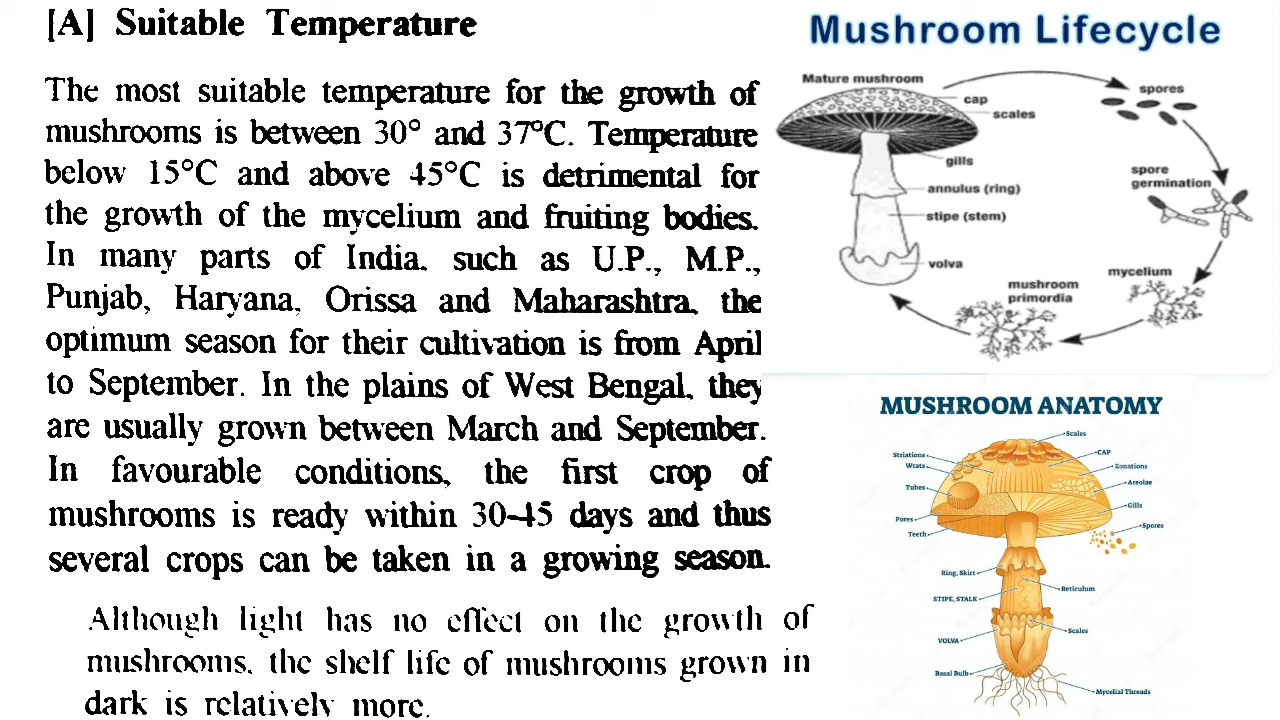 [A] Suitable Temperature
The most suitable temperature for the growth of
mushrooms is between 30° and 37°C. Temperature
below 15°C and above 45°C is detrimental for
the growth of the mycelium and fruiting bodies.
In many parts of India, such as U.P., M.P.,
Punjab, Haryana, Orissa and Maharashtra, the
optimum season for their cultivation is from April
to September. In the plains of West Bengal, they
are usually grown between March and September.
In favourable conditions, the first crop of
mushrooms is ready within 30–45 days and thus
several crops can be taken in a growing season.
Although light has no effect on the growth of
mushrooms, the shelf life of mushrooms grown in
dark is relatively more.
Mushroom Lifecycle
Mature mushroom
cap
scales
gills
annulus (ring)
stipe (stem)
volva
spores
spore
germination
mycelium
mushroom
primordia
MUSHROOM ANATOMY
Scales
Striations
CAP
Wrats
Zonations
Tubes
Areolae
Gills
Pores
Spores
Teeth
Ring, Skirt
Reticulum
STIPE, STALK
Scales
VOLVA
Basal Bulb
Mycelial Threads